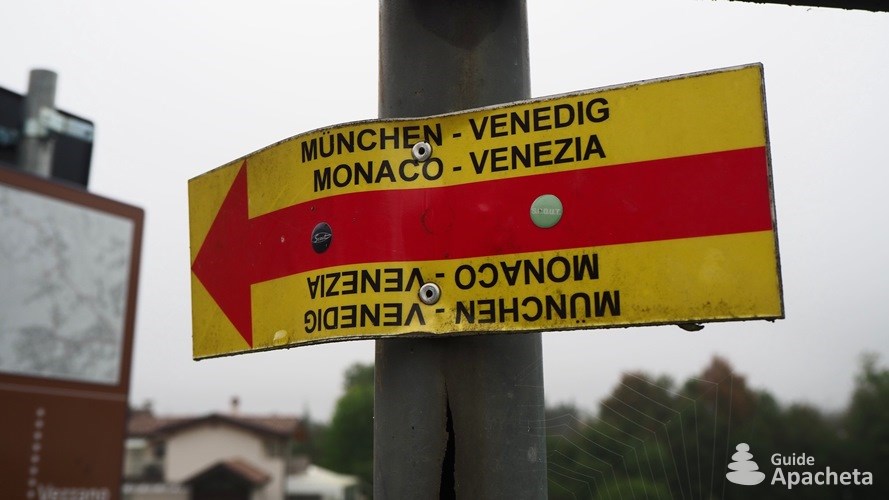 MÜNCHEN - VENEDIG
MONACO - VENEZIA
MONACO - VENEZIA
MÜNCHEN - VENEDIG
Guide
Apacheta